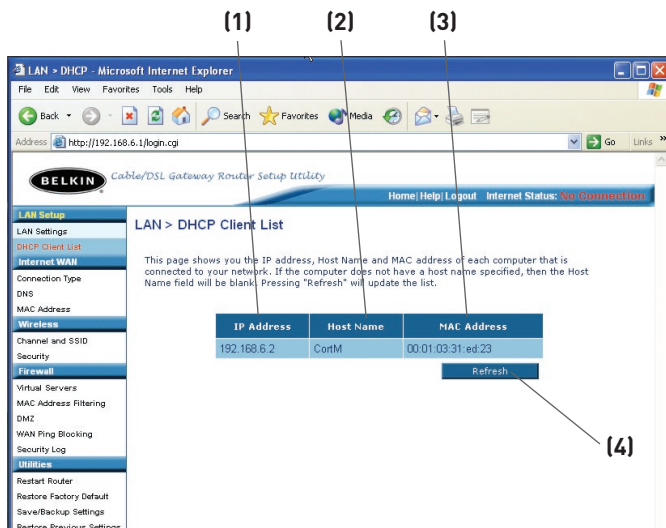 (1) (2) (3)
LAN > DHCP - Microsoft Internet Explorer
File Edit View Favorites Tools Help
Back Search Favorites Media
Address http://192.168.6.1/login.cgi Go Links »
BELKIN Cable/DSL Gateway Router Setup Utility
Home|Help|Logout Internet Status: No Connection
LAN Setup
LAN Settings
DHCP Client List
Internet WAN
Connection Type
DNS
MAC Address
Wireless
Channel and SSID
Security
Firewall
Virtual Servers
MAC Address Filtering
DMZ
WAN Ping Blocking
Security Log
Utilities
Restart Router
Restore Factory Default
Save/Backup Settings
Restore Previous Settings
LAN > DHCP Client List
This page shows you the IP address, Host Name and MAC address of each computer that is
connected to your network. If the computer does not have a host name specified, then the Host
Name field will be blank. Pressing "Refresh" will update the list.
IP Address Host Name MAC Address
192.168.6.2 CortM 00:01:03:31:ed:23
Refresh
(4)